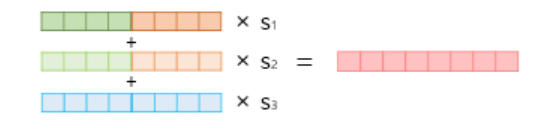 × s₁
+
× s₂ =
+
× s₃